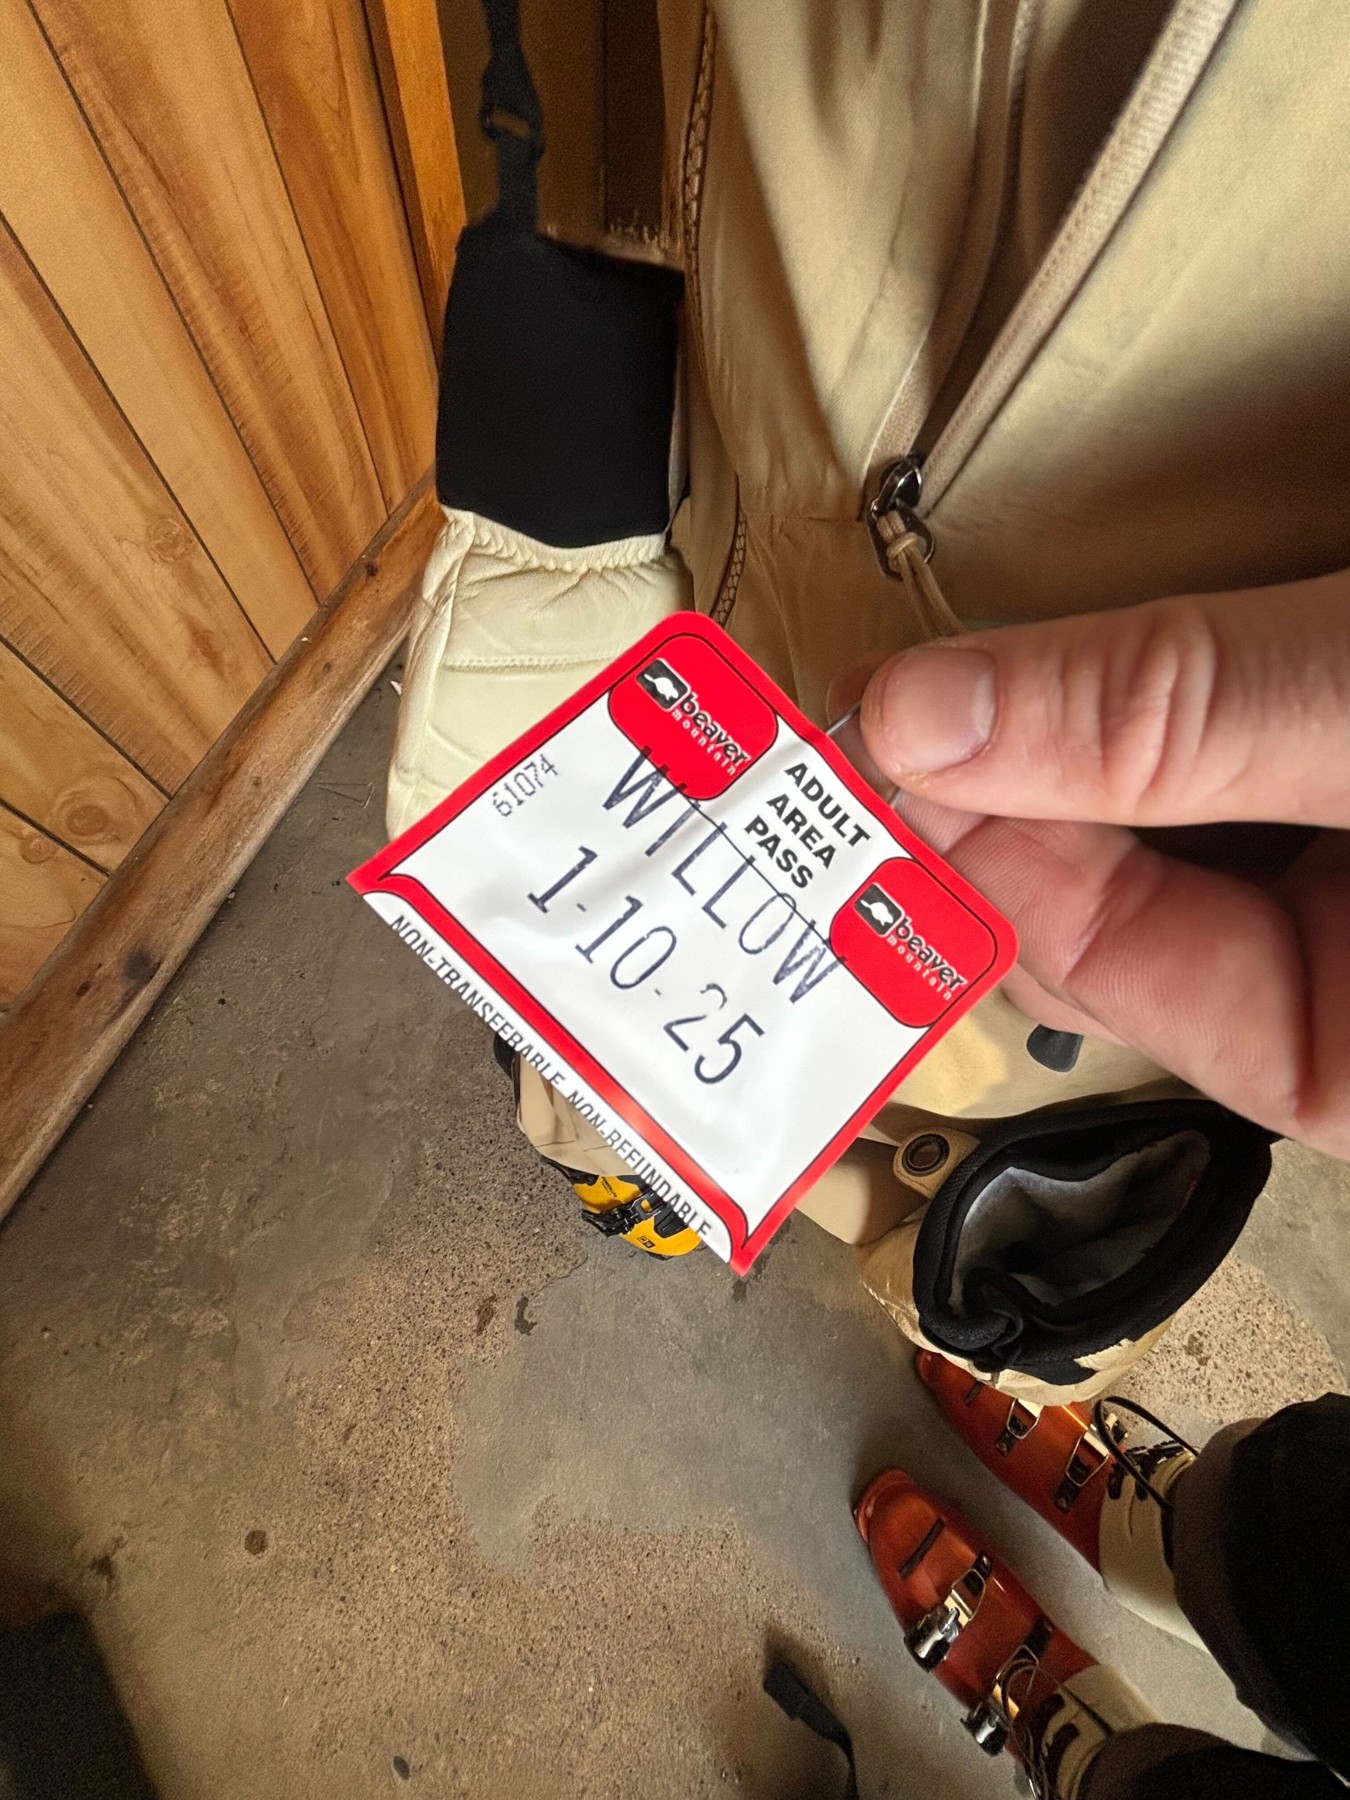 beaver
mountain
ADULT
AREA
PASS
beaver
mountain
61074
WILLOW
1-10-25
NON-TRANSFERABLE NON-REFUNDABLE